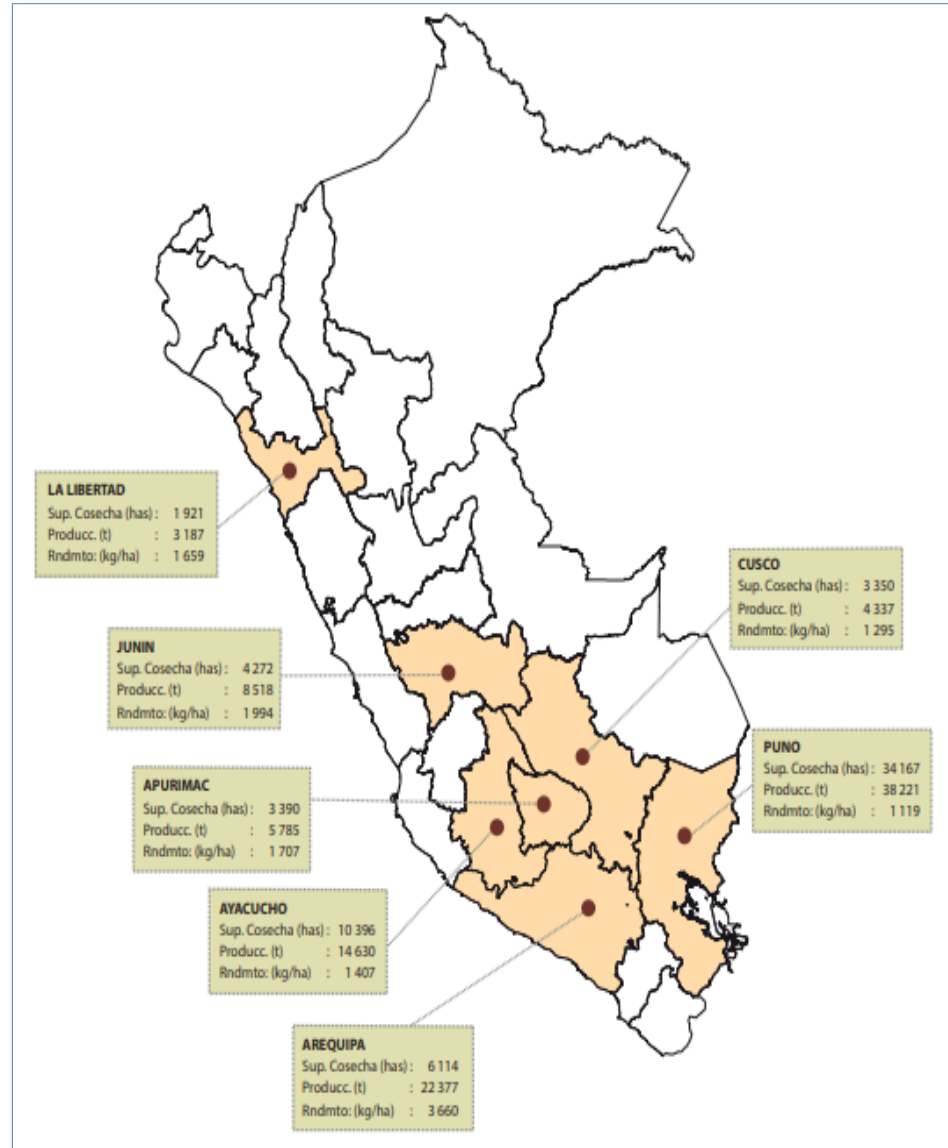 LA LIBERTAD
Sup. Cosecha (has) : 1 921
Producc. (t) : 3 187
Rndmto: (kg/ha) : 1 659
CUSCO
Sup. Cosecha (has) : 3 350
Producc. (t) : 4 337
Rndmto: (kg/ha) : 1 295
JUNIN
Sup. Cosecha (has) : 4 272
Producc. (t) : 8 518
Rndmto: (kg/ha) : 1 994
PUNO
Sup. Cosecha (has) : 34 167
Producc. (t) : 38 221
Rndmto: (kg/ha) : 1 119
APURIMAC
Sup. Cosecha (has) : 3 390
Producc. (t) : 5 785
Rndmto: (kg/ha) : 1 707
AYACUCHO
Sup. Cosecha (has) : 10 396
Producc. (t) : 14 630
Rndmto: (kg/ha) : 1 407
AREQUIPA
Sup. Cosecha (has) : 6 114
Producc. (t) : 22 377
Rndmto: (kg/ha) : 3 660